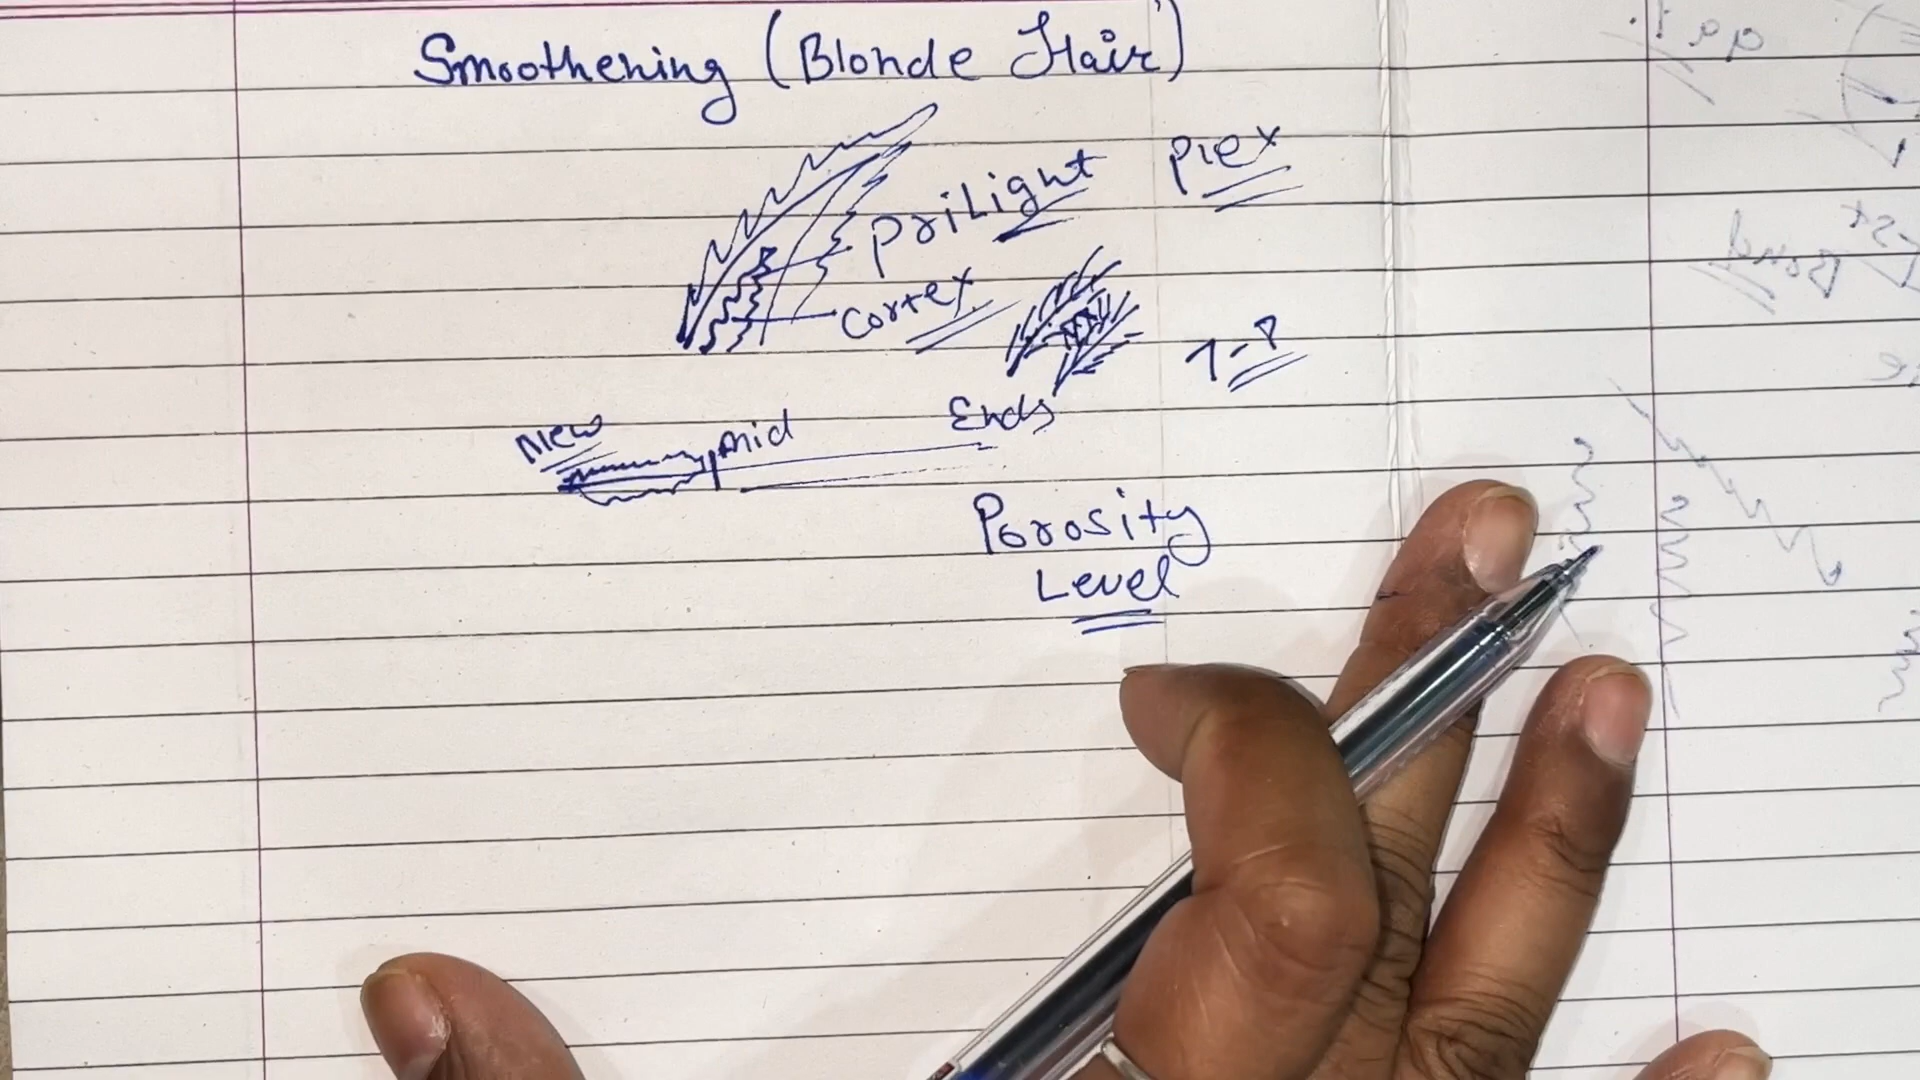 Smoothening (Blonde Hair)
PriLight Plex
Cortex
New Mid Ends
Porosity
Level